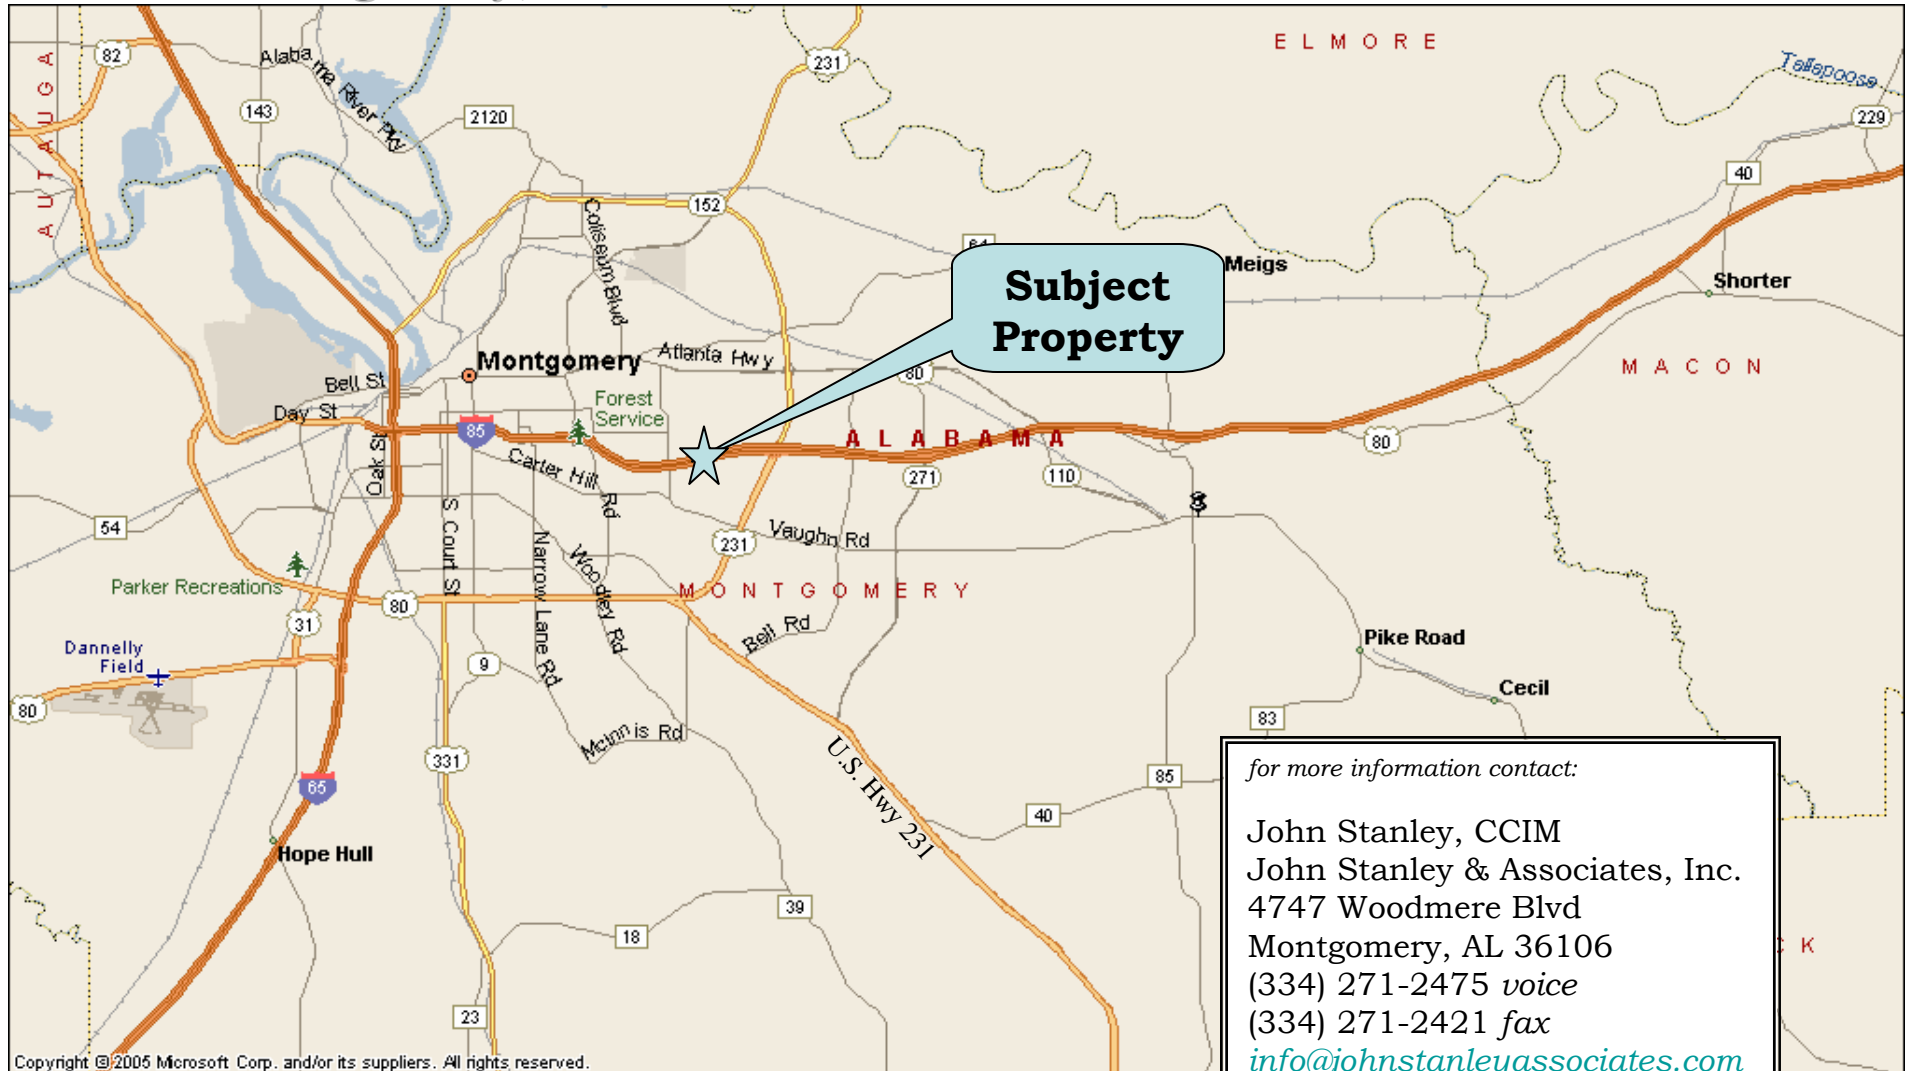 ELMORE
Tallapoosa
AUTAUGA
82
Alabama River Pkwy
231
143
2120
229
40
152
Coliseum Blvd
64
Meigs
Shorter
Subject
Property
MACON
Montgomery
Atlanta Hwy
80
Bell St
Day St
Forest
Service
85
ALABAMA
80
Oak St
Carter Hill Rd
271
110
54
S Court St
231
Vaughn Rd
Narrow Lane Rd
Woodley Rd
Parker Recreations
MONTGOMERY
80
31
Bell Rd
Pike Road
Dannelly
Field
9
Cecil
80
McInnis Rd
83
331
U.S. Hwy 231
65
85
40
Hope Hull
39
18
23
CK
for more information contact:
John Stanley, CCIM
John Stanley & Associates, Inc.
4747 Woodmere Blvd
Montgomery, AL 36106
(334) 271-2475 voice
(334) 271-2421 fax
info@johnstanleyassociates.com
Copyright © 2005 Microsoft Corp. and/or its suppliers. All rights reserved.